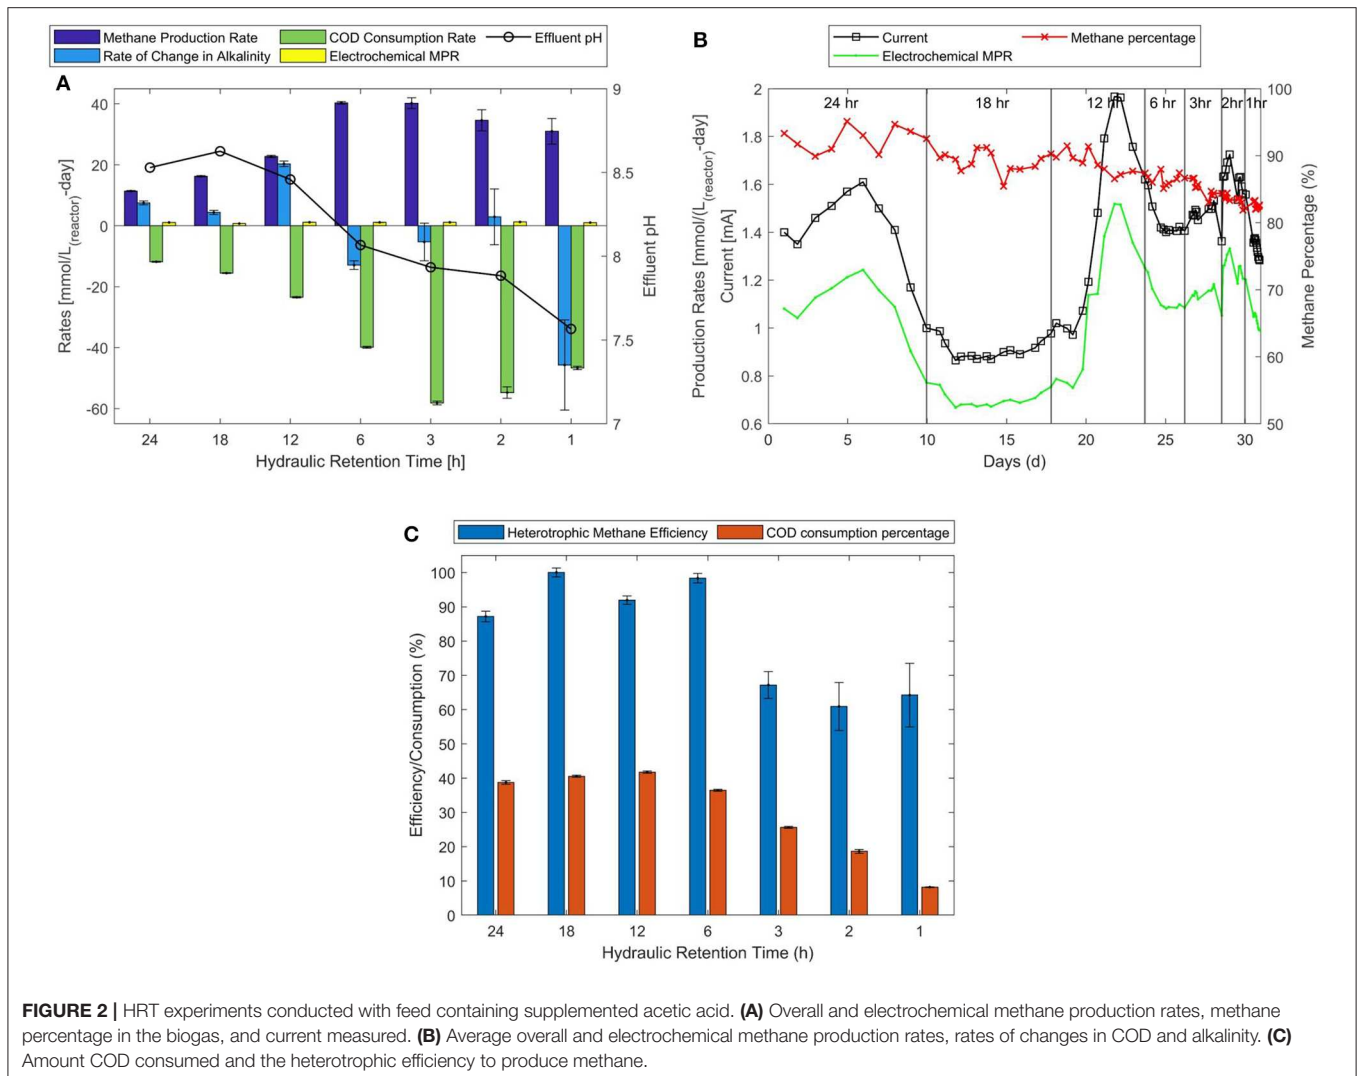 Methane Production Rate
COD Consumption Rate
Effluent pH
Rate of Change in Alkalinity
Electrochemical MPR
A
Rates [mmol/L(reactor)-day]
40
20
0
-20
-40
-60
9
8.5
8
7.5
7
Effluent pH
24 18 12 6 3 2 1
Hydraulic Retention Time [h]
B
Current
Methane percentage
Electrochemical MPR
Production Rates [mmol/(L(reactor)-day]
Current [mA]
2
1.8
1.6
1.4
1.2
1
0.8
0.6
24 hr 18 hr 12 h 6 hr 3hr 2hr 1hr
100
90
80
70
60
50
Methane Percentage (%)
0 5 10 15 20 25 30
Days (d)
C
Heterotrophic Methane Efficiency
COD consumption percentage
Efficiency/Consumption (%)
100
90
80
70
60
50
40
30
20
10
0
24 18 12 6 3 2 1
Hydraulic Retention Time (h)
FIGURE 2 | HRT experiments conducted with feed containing supplemented acetic acid. (A) Overall and electrochemical methane production rates, methane
percentage in the biogas, and current measured. (B) Average overall and electrochemical methane production rates, rates of changes in COD and alkalinity. (C)
Amount COD consumed and the heterotrophic efficiency to produce methane.